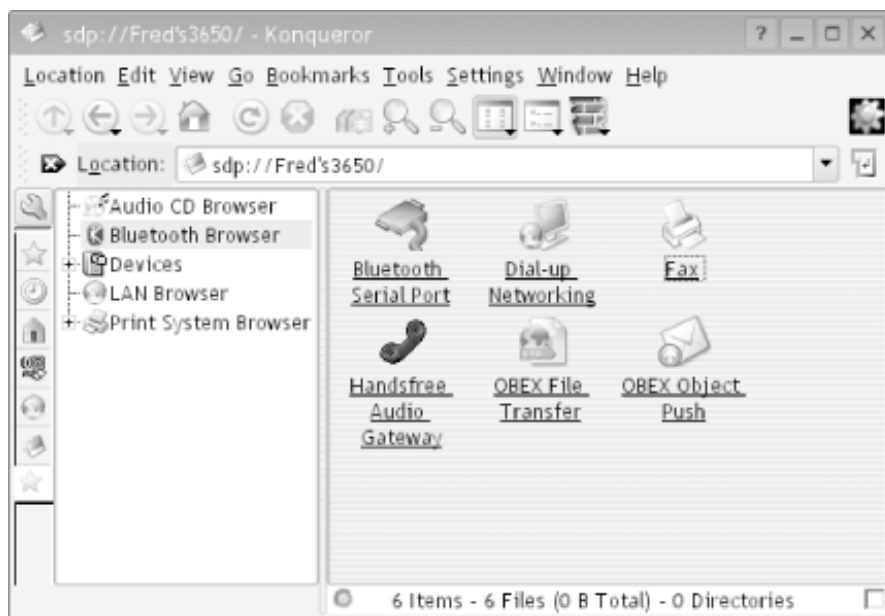 sdp://Fred's3650/ - Konqueror
Location Edit View Go Bookmarks Tools Settings Window Help
Location: sdp://Fred's3650/
Audio CD Browser
Bluetooth Browser
Devices
LAN Browser
Print System Browser
Bluetooth
Serial Port
Dial-up
Networking
Fax
Handsfree
Audio
Gateway
OBEX File
Transfer
OBEX Object
Push
6 Items - 6 Files (0 B Total) - 0 Directories